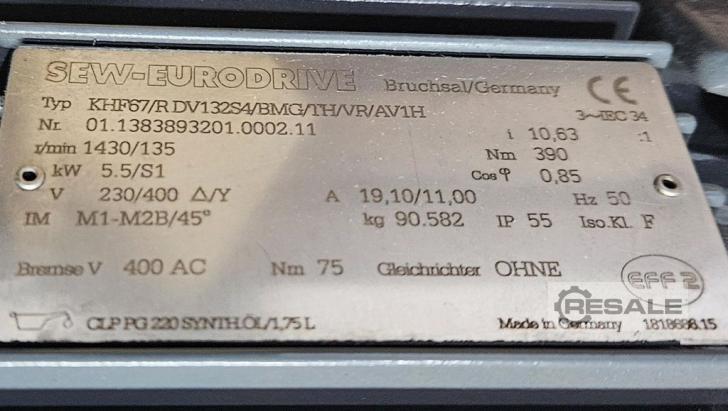 SEW-EURODRIVE Bruchsal/Germany CE
Typ KHF67/R DV132S4/BMG/TH/VR/AV1H 3~IEC 34
Nr. 01.1383893201.0002.11 i 10,63 :1
r/min 1430/135 Nm 390
kW 5.5/S1 Cos φ 0,85
V 230/400 Δ/Y A 19,10/11,00 Hz 50
IM M1-M2B/45° kg 90.582 IP 55 Iso.Kl. F
Bremse V 400 AC Nm 75 Gleichrichter OHNE EFF 2
RESALE
CLP PG 220 SYNTH.ÖL/1,75 L Made in Germany